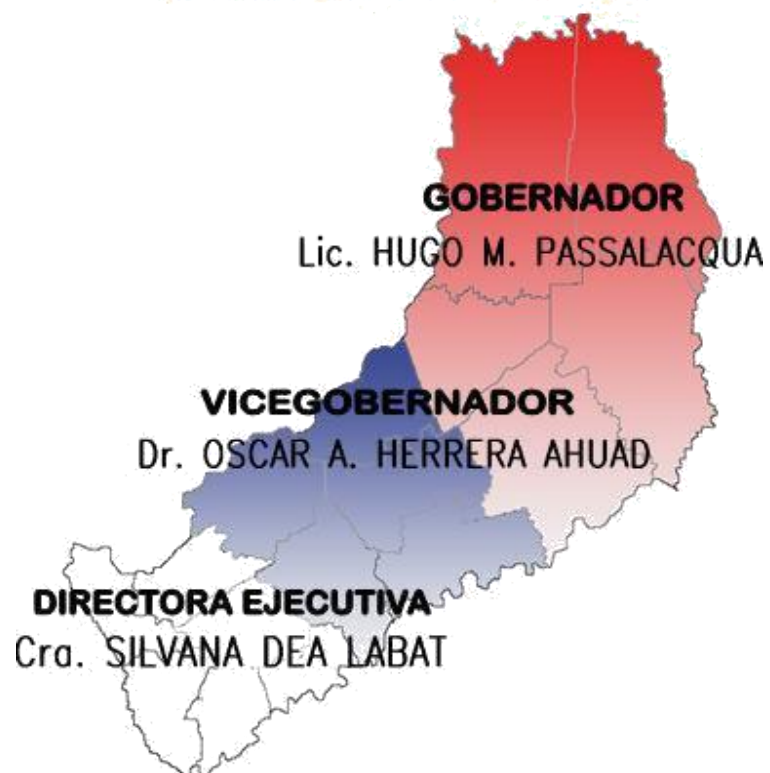 GOBERNADOR
Lic. HUGO M. PASSALACQUA
VICEGOBERNADOR
Dr. OSCAR A. HERRERA AHUAD
DIRECTORA EJECUTIVA
Cra. SILVANA DEA LABAT